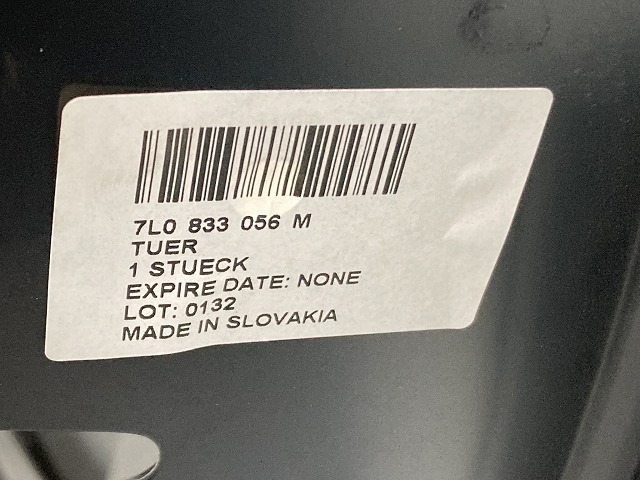 7L0 833 056 M
TUER
1 STUECK
EXPIRE DATE: NONE
LOT: 0132
MADE IN SLOVAKIA